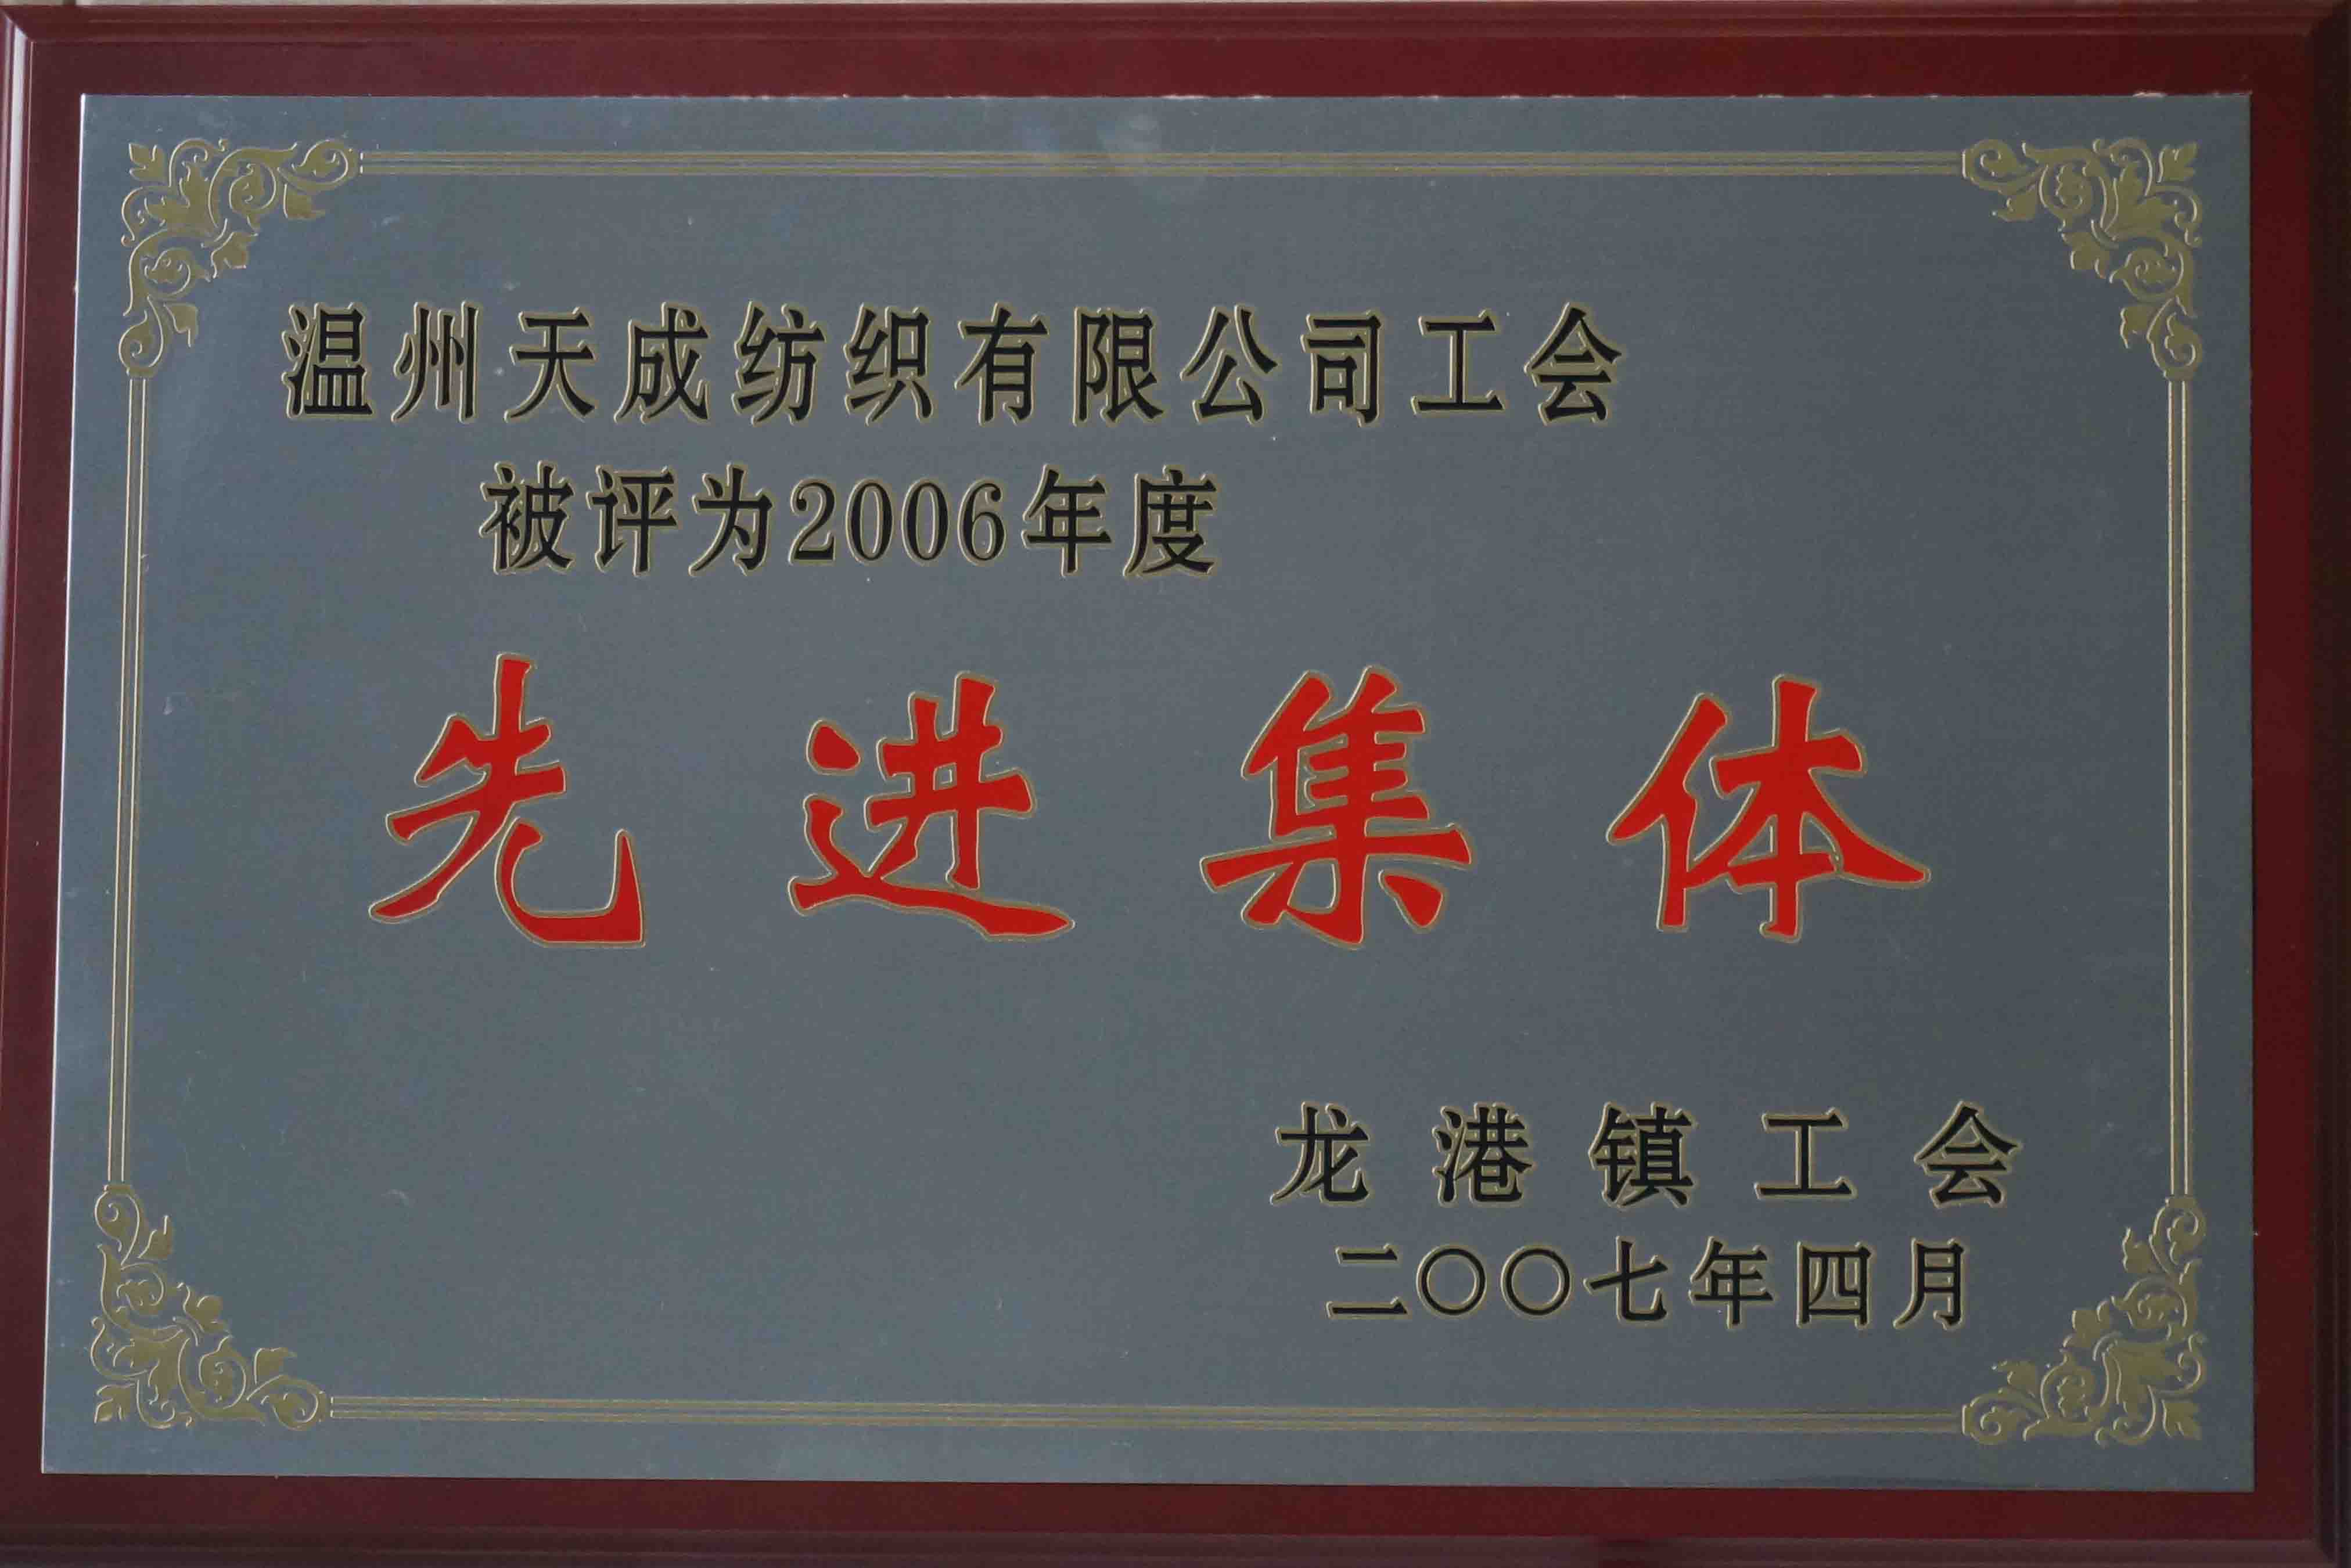 温州天成纺织有限公司工会
被评为2006年度
先进集体
龙港镇工会
二〇〇七年四月